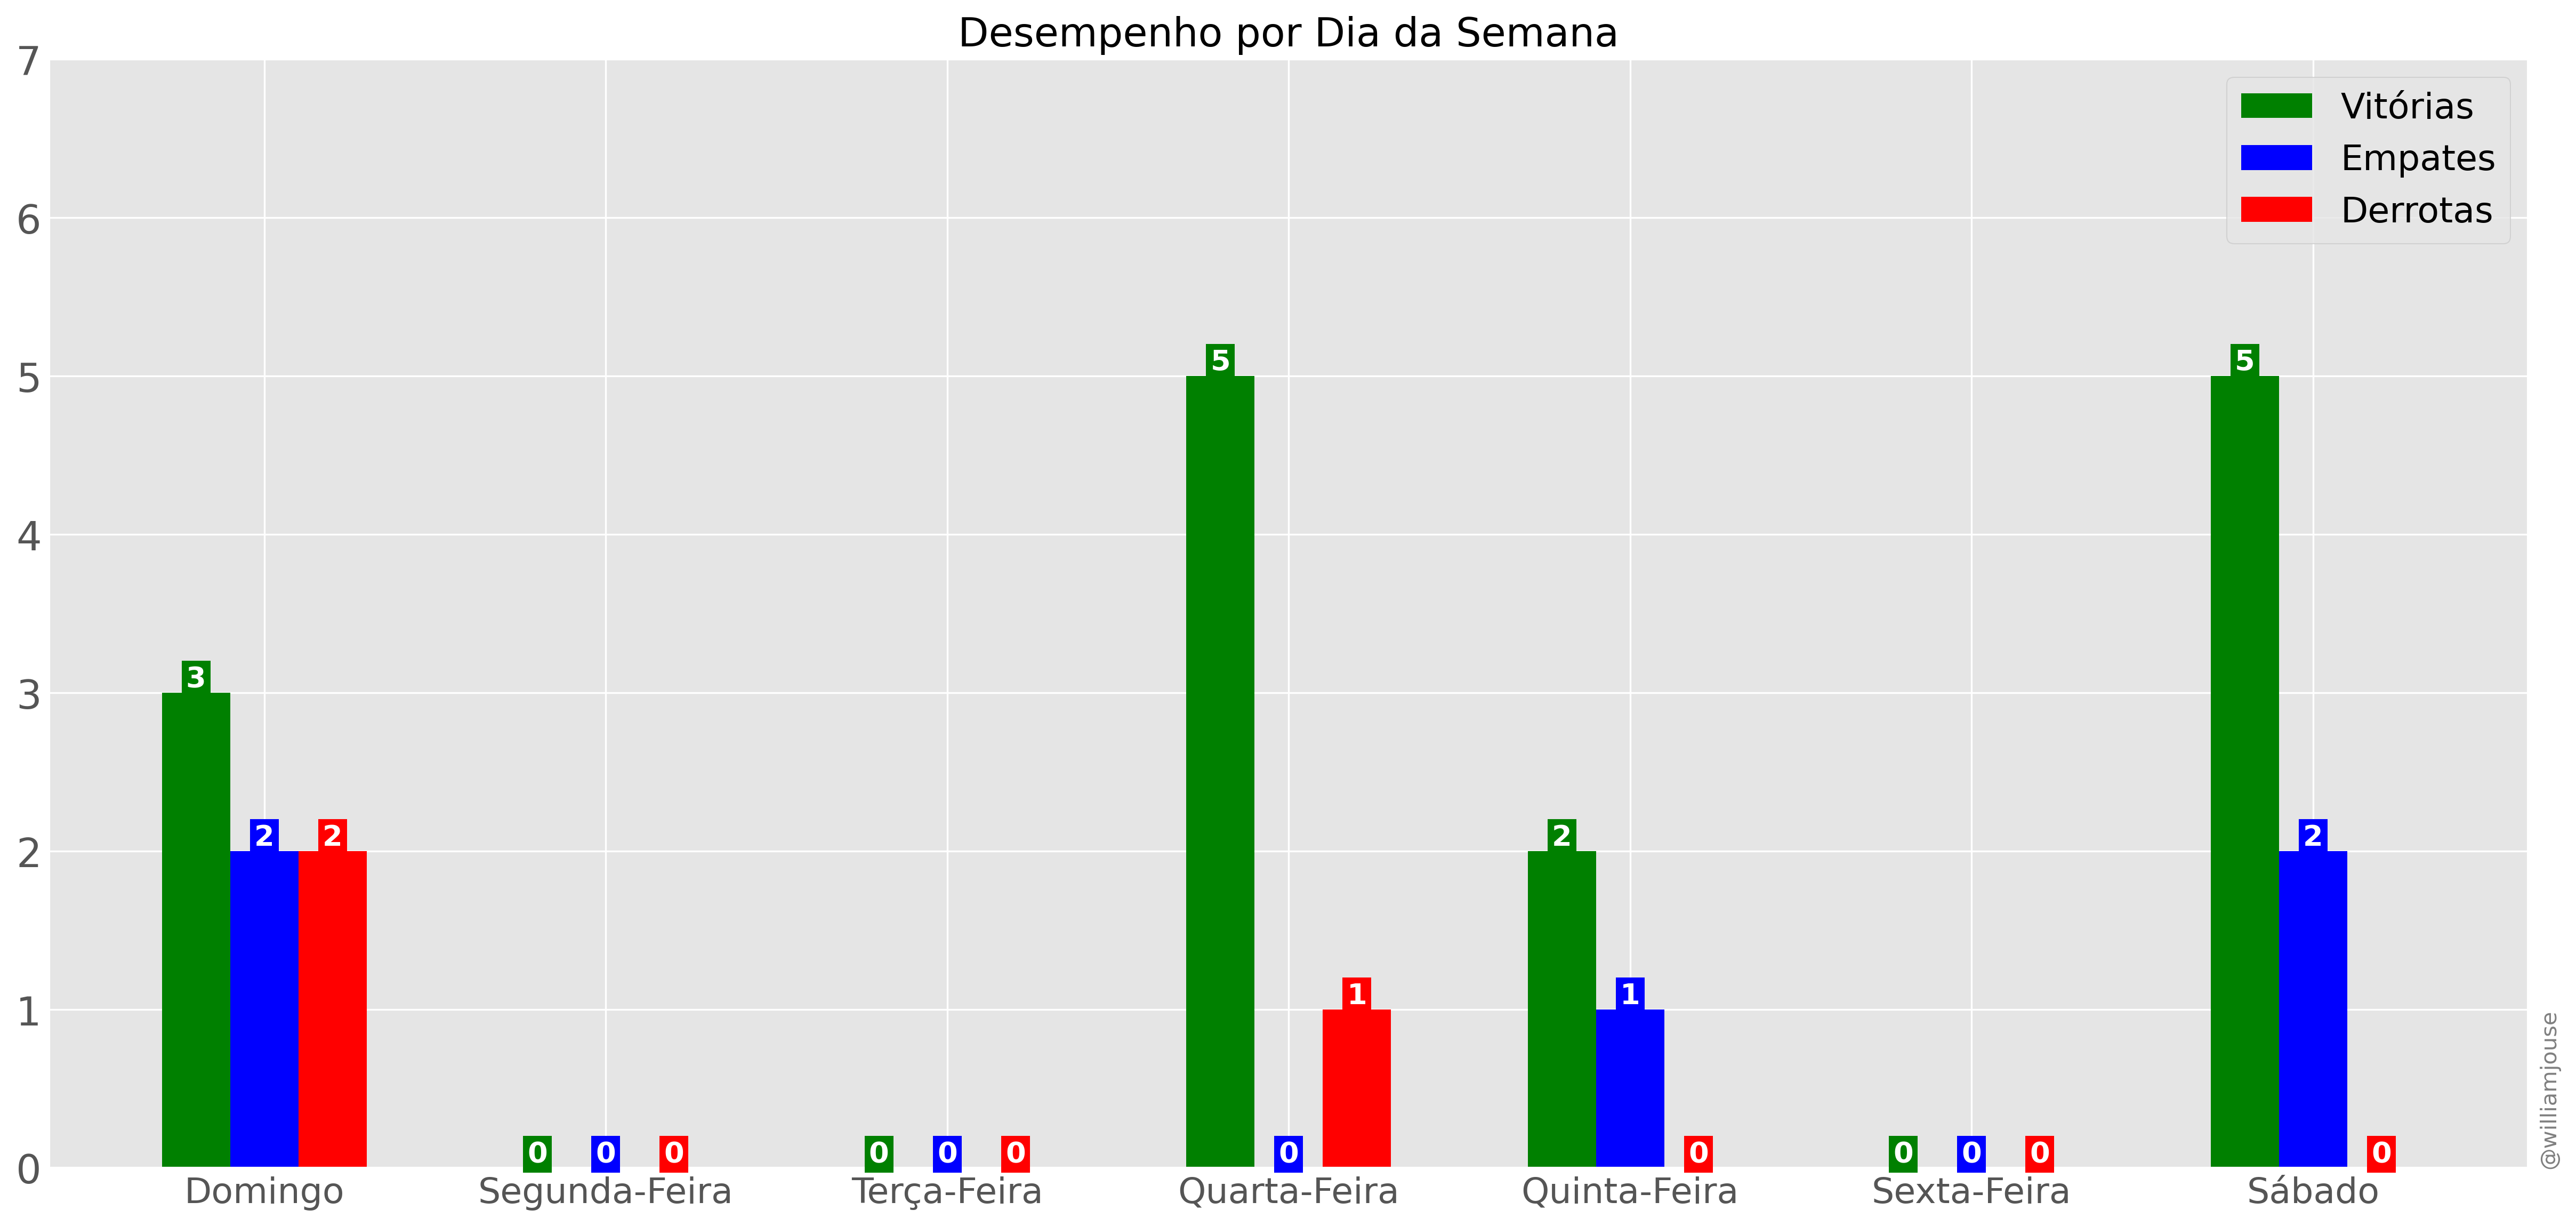 Desempenho por Dia da Semana
7
6
5
4
3
2
1
0
Vitórias
Empates
Derrotas
3 2 2
0 0 0
0 0 0
5 0 1
2 1 0
0 0 0
5 2 0
Domingo Segunda-Feira Terça-Feira Quarta-Feira Quinta-Feira Sexta-Feira Sábado
@williamjouse